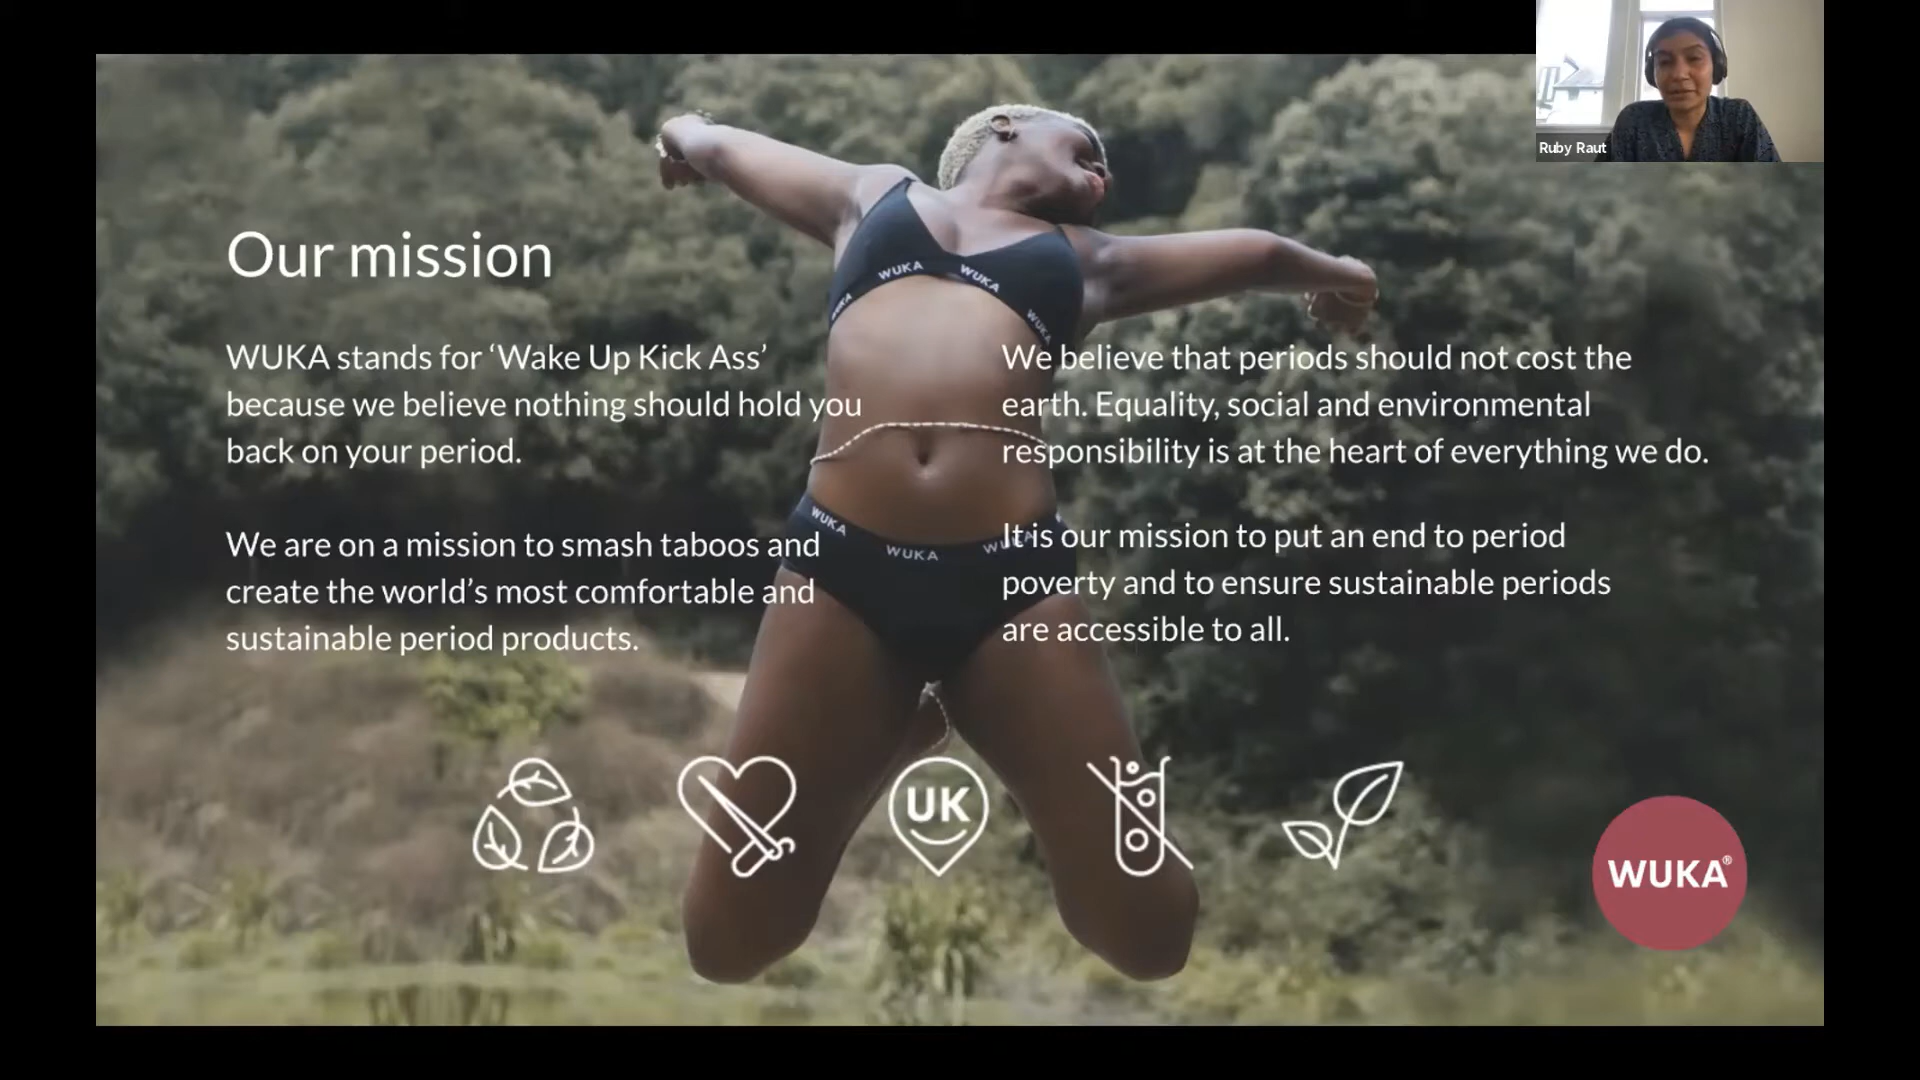 Ruby Raut
Our mission
WUKA stands for ‘Wake Up Kick Ass’
because we believe nothing should hold you
back on your period.
We are on a mission to smash taboos and
create the world’s most comfortable and
sustainable period products.
We believe that periods should not cost the
earth. Equality, social and environmental
responsibility is at the heart of everything we do.
It is our mission to put an end to period
poverty and to ensure sustainable periods
are accessible to all.
WUKA
WUKA
WUKA
WUKA
WUKA
WUKA
WUKA
UK
WUKA®